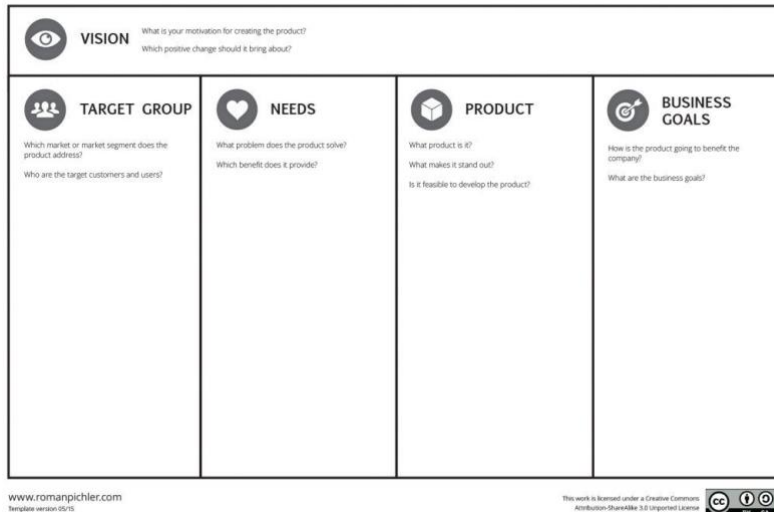 VISION
What is your motivation for creating the product?
Which positive change should it bring about?
TARGET GROUP
Which market or market segment does the
product address?
Who are the target customers and users?
NEEDS
What problem does the product solve?
Which benefit does it provide?
PRODUCT
What product is it?
What makes it stand out?
Is it feasible to develop the product?
BUSINESS
GOALS
How is the product going to benefit the
company?
What are the business goals?
www.romanpichler.com
Template version 05/15
This work is licensed under a Creative Commons
Attribution-ShareAlike 3.0 Unported License
cc